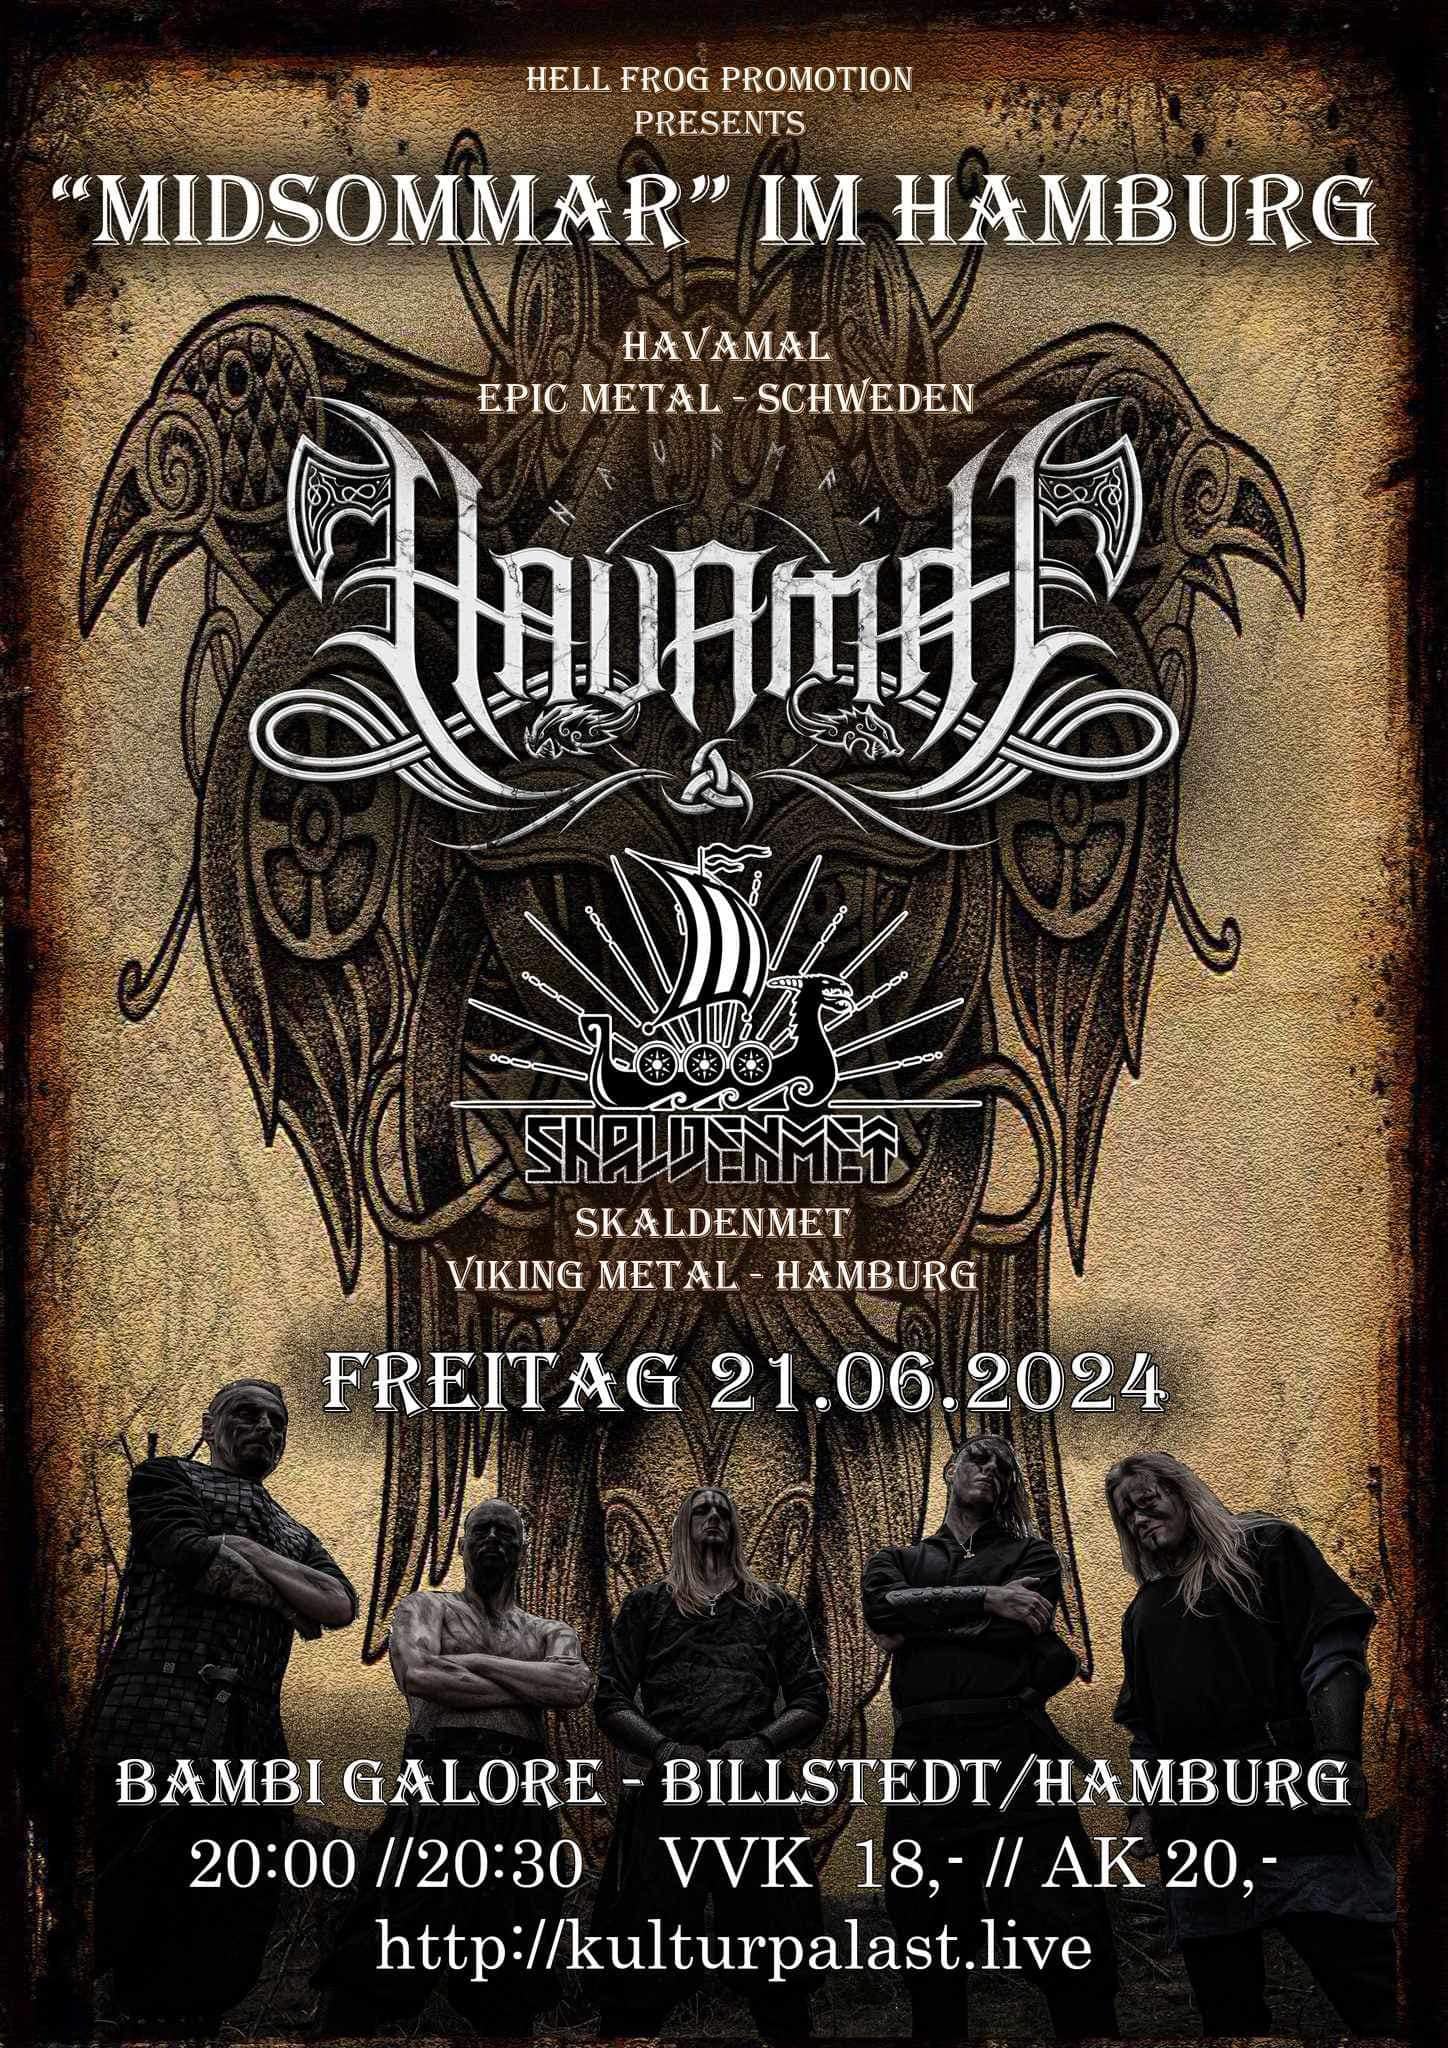 HELL FROG PROMOTION
PRESENTS
“MIDSOMMAR” IM HAMBURG
HAVAMAL
EPIC METAL - SCHWEDEN
ᚺᚨᚢᚨᛗᚨᛚ
HAVAMAL
SKALDENMET
SKALDENMET
VIKING METAL - HAMBURG
FREITAG 21.06.2024
BAMBI GALORE - BILLSTEDT/HAMBURG
20:00 //20:30 VVK 18,- // AK 20,-
http://kulturpalast.live